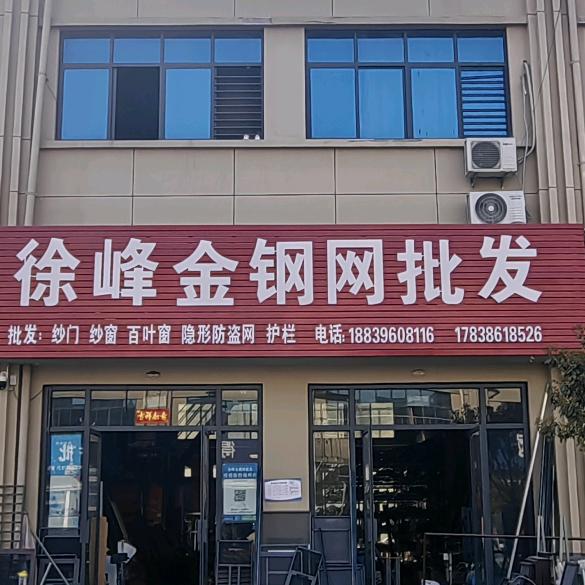 徐峰金钢网批发
批发：纱门 纱窗 百叶窗 隐形防盗网 护栏 电话：18839608116 17838618526
批